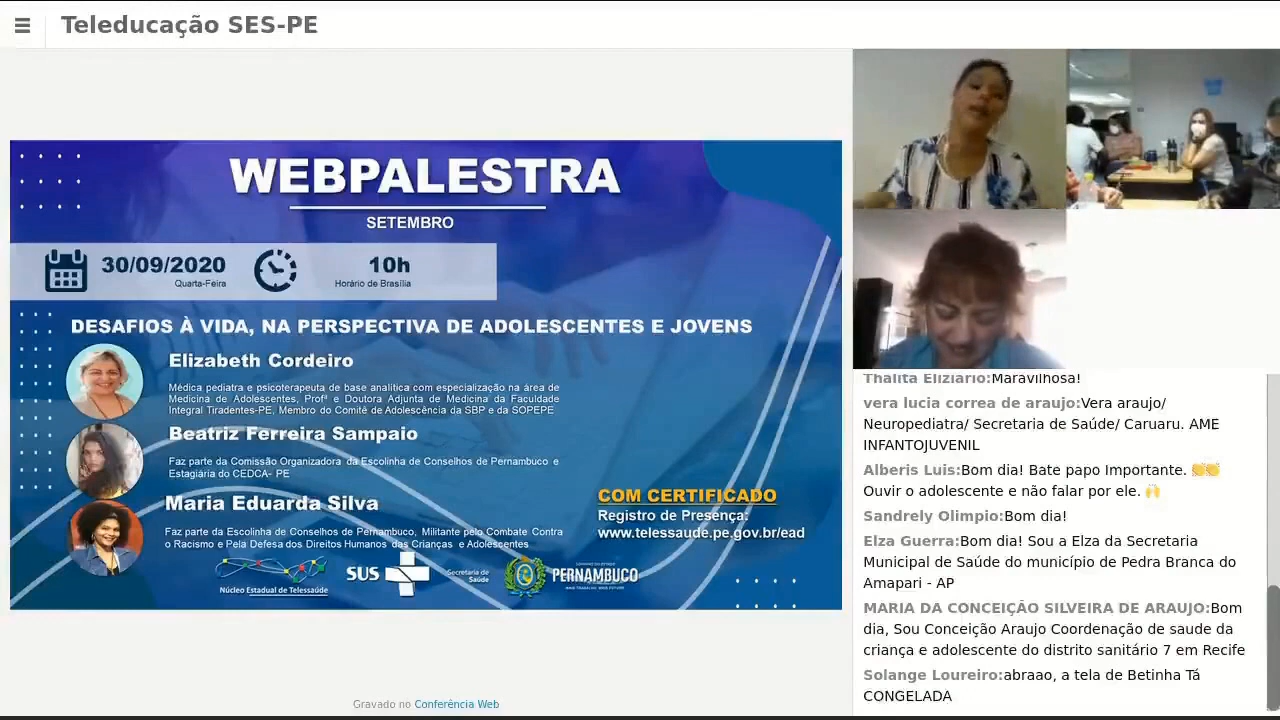 Teleducação SES-PE
WEBPALESTRA
SETEMBRO
30/09/2020
Quarta-Feira
10h
Horário de Brasília
DESAFIOS À VIDA, NA PERSPECTIVA DE ADOLESCENTES E JOVENS
Elizabeth Cordeiro
Médica pediatra e psicoterapeuta de base analítica com especialização na área de
Medicina de Adolescentes, Profª e Doutora Adjunta de Medicina da Faculdade
Integral Tiradentes-PE, Membro do Comitê de Adolescência da SBP e da SOPEPE
Beatriz Ferreira Sampaio
Faz parte da Comissão Organizadora da Escolinha de Conselhos de Pernambuco e
Estagiária do CEDCA- PE
Maria Eduarda Silva
Faz parte da Escolinha de Conselhos de Pernambuco, Militante pelo Combate Contra
o Racismo e Pela Defesa dos Direitos Humanos das Crianças e Adolescentes
COM CERTIFICADO
Registro de Presença:
www.telessaude.pe.gov.br/ead
Núcleo Estadual de Telessaúde
SUS
Secretaria de
Saúde
PERNAMBUCO
Gravado no Conferência Web
Thalita Eliziário:Maravilhosa!
vera lucia correa de araujo:Vera araujo/
Neuropediatra/ Secretaria de Saúde/ Caruaru. AME
INFANTOJUVENIL
Alberis Luis:Bom dia! Bate papo Importante. 👏👏
Ouvir o adolescente e não falar por ele. 🙌
Sandrely Olimpio:Bom dia!
Elza Guerra:Bom dia! Sou a Elza da Secretaria
Municipal de Saúde do município de Pedra Branca do
Amapari - AP
MARIA DA CONCEIÇÃO SILVEIRA DE ARAUJO:Bom
dia, Sou Conceição Araujo Coordenação de saude da
criança e adolescente do distrito sanitário 7 em Recife
Solange Loureiro:abraao, a tela de Betinha Tá
CONGELADA